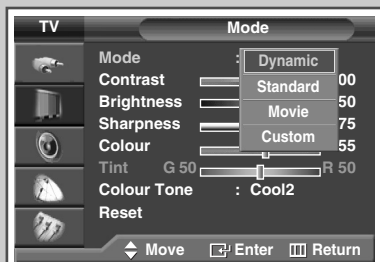 TV Mode
Mode : Dynamic
Contrast 00
Standard
Brightness 50
Movie
Sharpness 75
Custom
Colour 55
Tint G 50 R 50
Colour Tone : Cool2
Reset
Move Enter Return